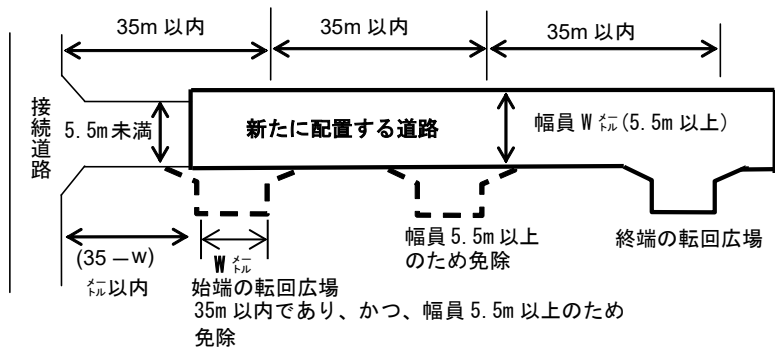 35m 以内
35m 以内
35m 以内
接続道路
5.5m 未満
新たに配置する道路
幅員 W メートル(5.5m 以上)
(35 ―w)
メートル以内
W メートル
始端の転回広場
35m 以内であり、かつ、幅員 5.5m 以上のため
免除
幅員 5.5m 以上
のため免除
終端の転回広場